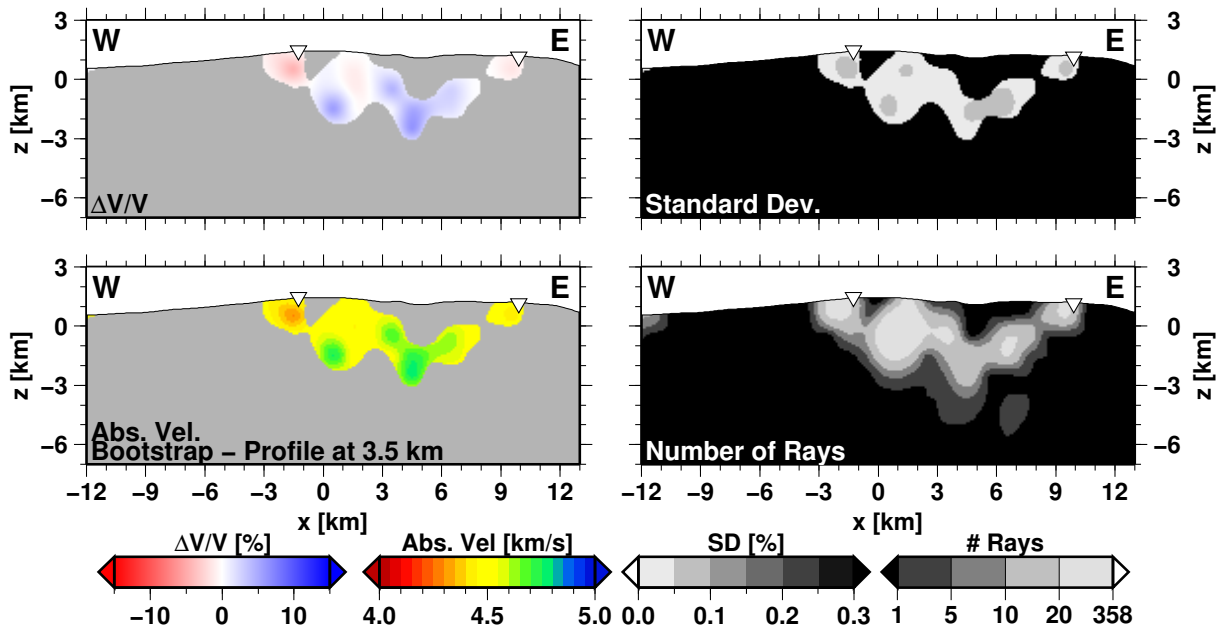 3 W E W E 3
0 0
z [km] z [km]
−3 −3
−6 −6
ΔV/V Standard Dev.
3 W E W E 3
0 0
z [km] z [km]
−3 −3
Abs. Vel.
−6 Bootstrap − Profile at 3.5 km Number of Rays −6
−12 −9 −6 −3 0 3 6 9 12 −12 −9 −6 −3 0 3 6 9 12
x [km] x [km]
ΔV/V [%] Abs. Vel [km/s] SD [%] # Rays
−10 0 10 4.0 4.5 5.0 0.0 0.1 0.2 0.3 1 5 10 20 358